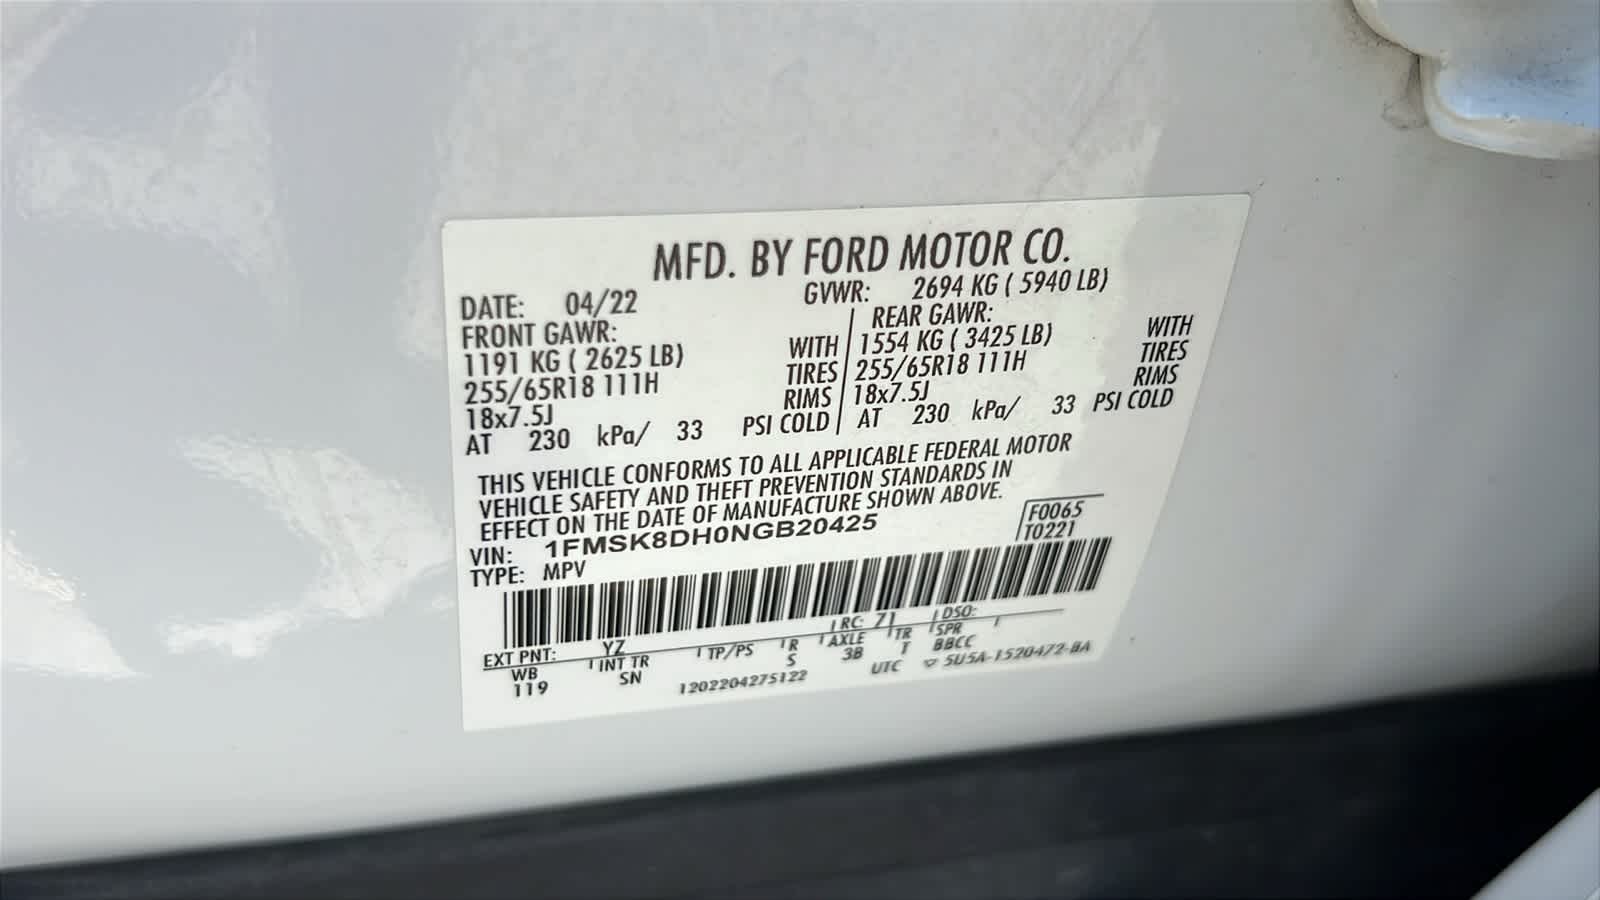 MFD. BY FORD MOTOR CO.
DATE: 04/22 GVWR: 2694 KG ( 5940 LB)
FRONT GAWR: REAR GAWR:
1191 KG ( 2625 LB) WITH 1554 KG ( 3425 LB) WITH
255/65R18 111H TIRES 255/65R18 111H TIRES
18x7.5J RIMS 18x7.5J RIMS
AT 230 kPa/ 33 PSI COLD AT 230 kPa/ 33 PSI COLD
THIS VEHICLE CONFORMS TO ALL APPLICABLE FEDERAL MOTOR
VEHICLE SAFETY AND THEFT PREVENTION STANDARDS IN
EFFECT ON THE DATE OF MANUFACTURE SHOWN ABOVE.
VIN: 1FMSK8DH0NGB20425 F0065
TYPE: MPV T0221
EXT PNT: YZ RC: 71 DSO:
WB INT TR TP/PS R AXLE TR SPR
119 SN S 3B T BBCC
1202204275122 UTC ▽ 5U5A-1520472-BA